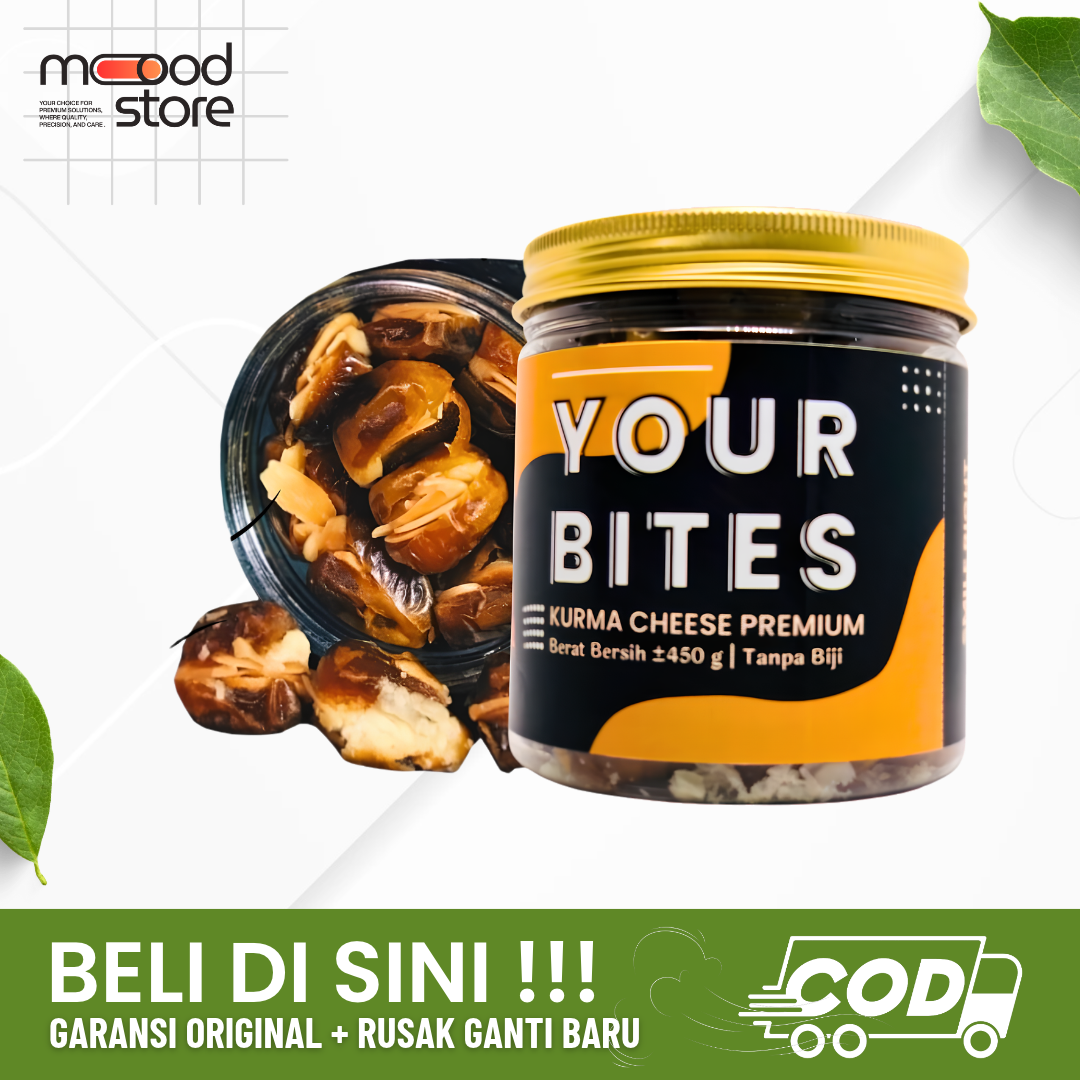 moood
store
YOUR CHOICE FOR
PREMIUM SOLUTIONS,
WHERE QUALITY,
PRECISION, AND CARE.
YOUR
BITES
KURMA CHEESE PREMIUM
Berat Bersih ±450 g | Tanpa Biji
BELI DI SINI !!!
GARANSI ORIGINAL + RUSAK GANTI BARU
COD